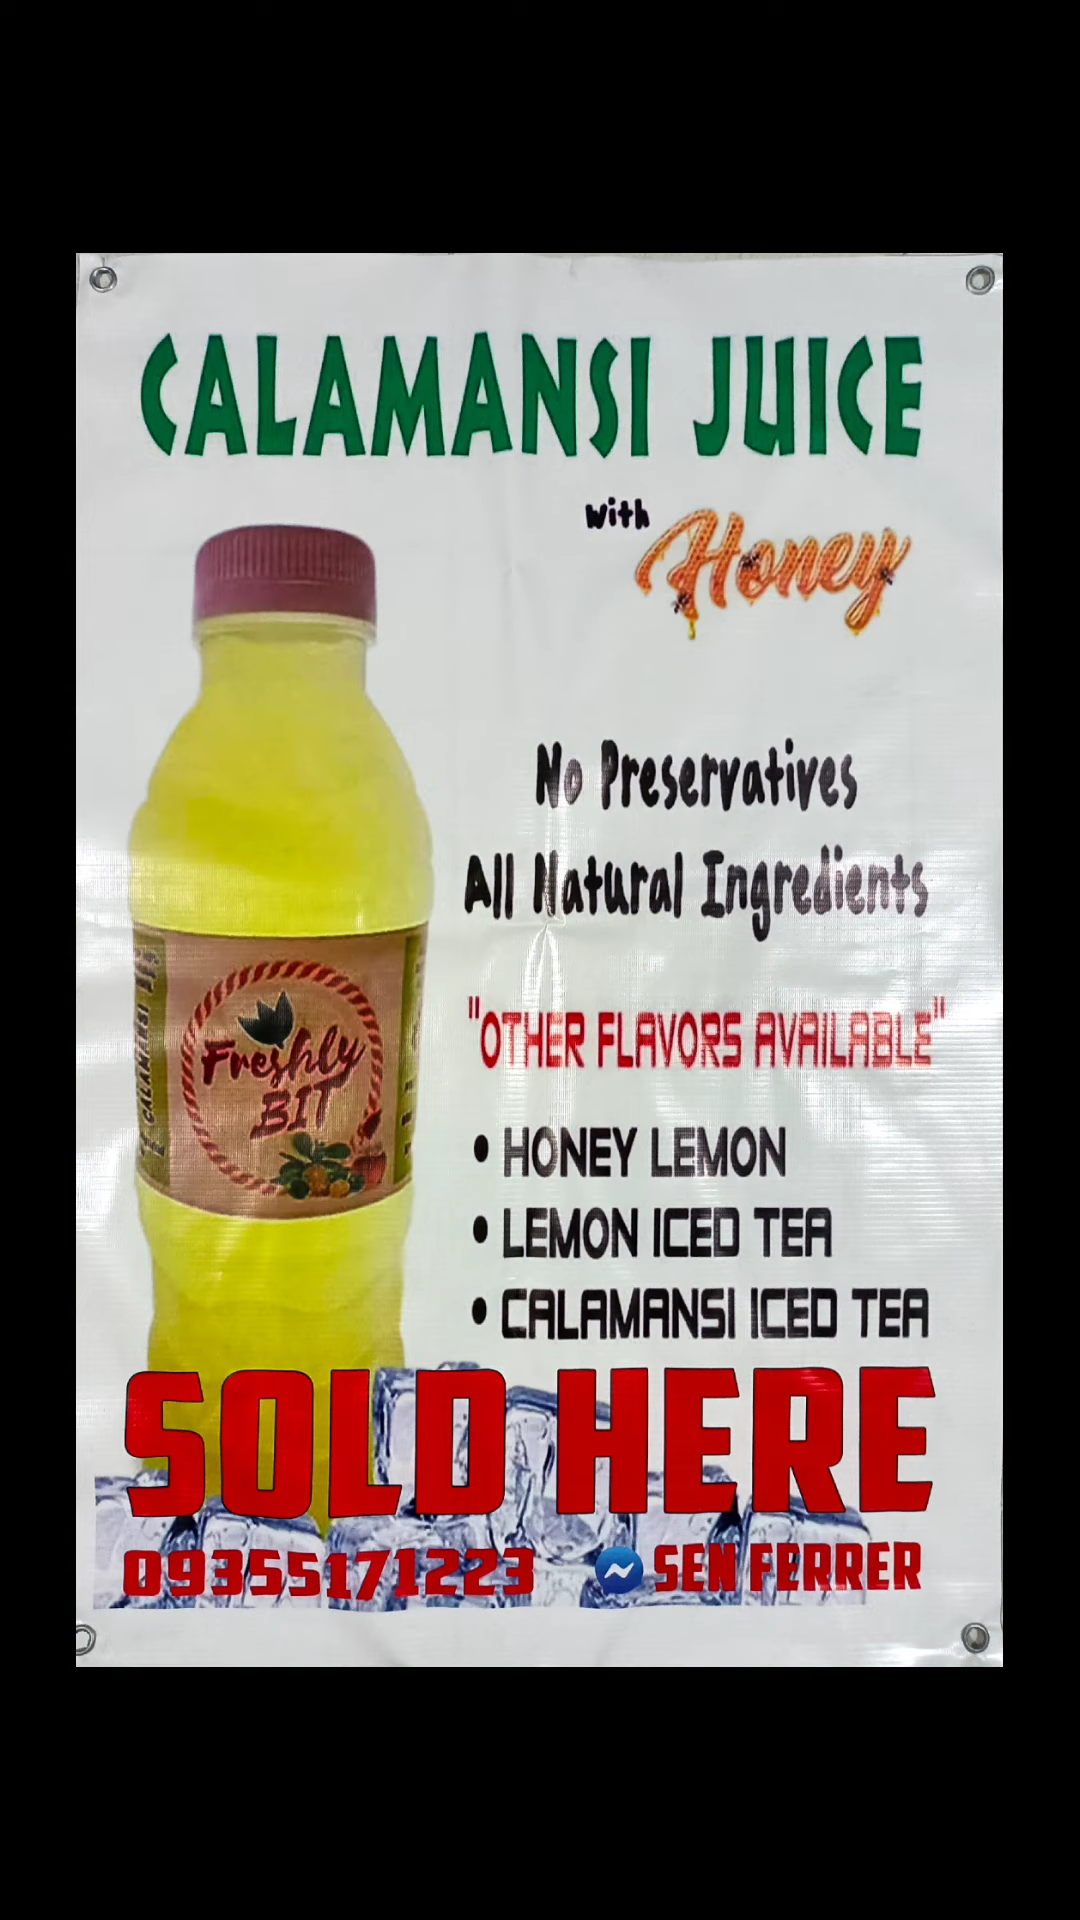 CALAMANSI JUICE
with Honey
No Preservatives
All Natural Ingredients
"OTHER FLAVORS AVAILABLE"
• HONEY LEMON
• LEMON ICED TEA
• CALAMANSI ICED TEA
CALAMANSI
Freshly
BIT
SOLD HERE
09355171223
SEN FERRER